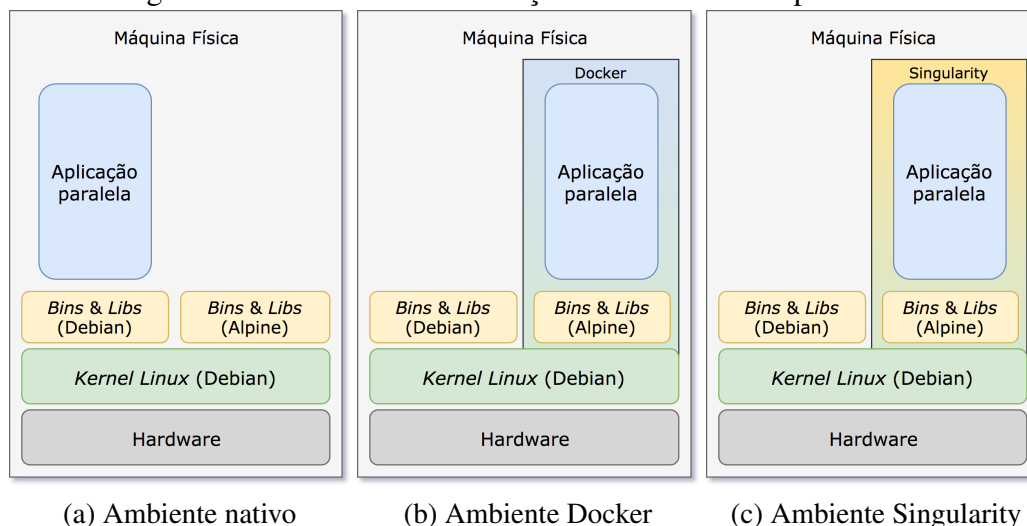 Máquina Física
Aplicação
paralela
Bins & Libs
(Debian)
Bins & Libs
(Alpine)
Kernel Linux (Debian)
Hardware
(a) Ambiente nativo
Máquina Física
Docker
Aplicação
paralela
Bins & Libs
(Debian)
Bins & Libs
(Alpine)
Kernel Linux (Debian)
Hardware
(b) Ambiente Docker
Máquina Física
Singularity
Aplicação
paralela
Bins & Libs
(Debian)
Bins & Libs
(Alpine)
Kernel Linux (Debian)
Hardware
(c) Ambiente Singularity